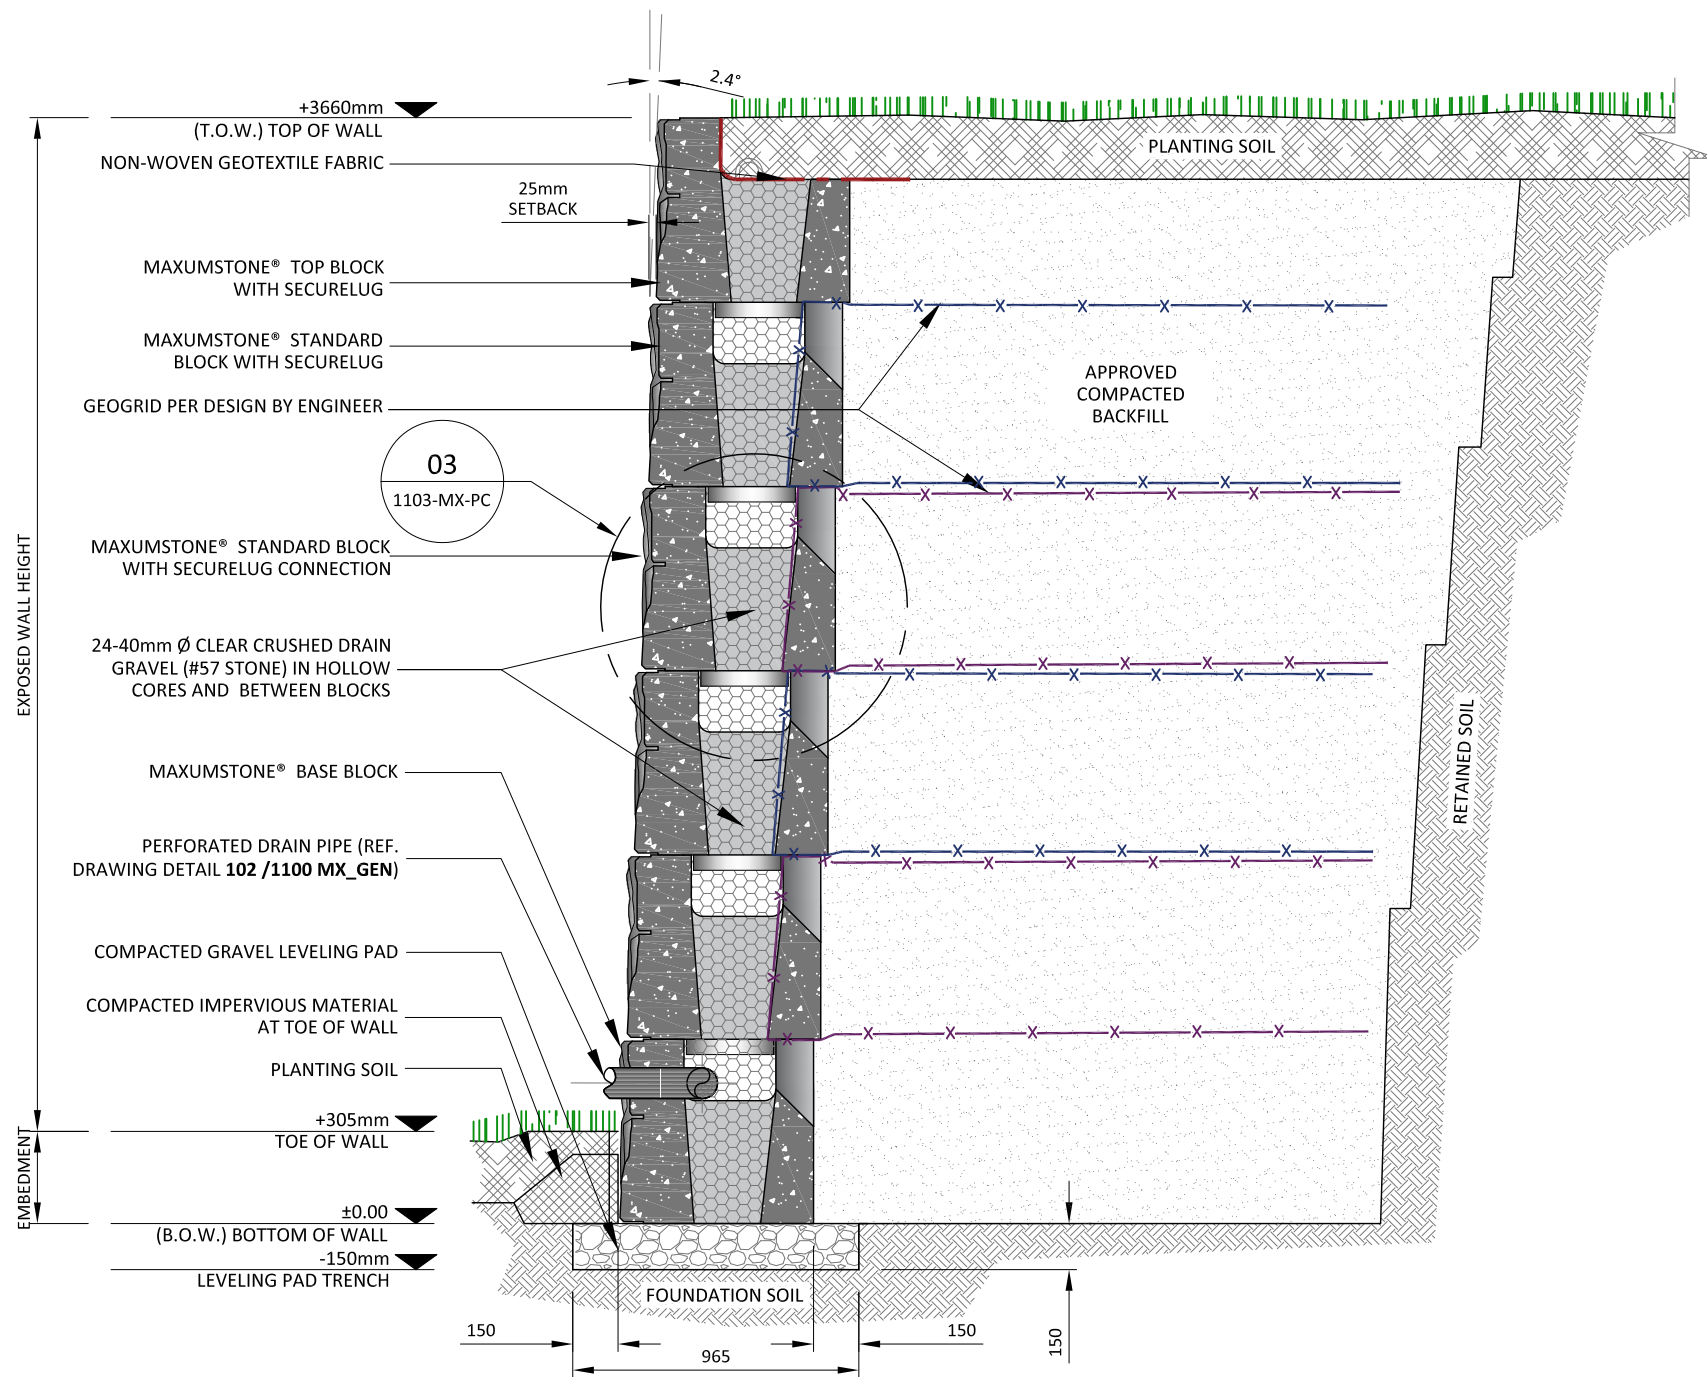 2.4°
+3660mm
(T.O.W.) TOP OF WALL
NON-WOVEN GEOTEXTILE FABRIC
PLANTING SOIL
25mm
SETBACK
MAXUMSTONE® TOP BLOCK
WITH SECURELUG
MAXUMSTONE® STANDARD
BLOCK WITH SECURELUG
GEOGRID PER DESIGN BY ENGINEER
APPROVED
COMPACTED
BACKFILL
03
1103-MX-PC
MAXUMSTONE® STANDARD BLOCK
WITH SECURELUG CONNECTION
EXPOSED WALL HEIGHT
24-40mm Ø CLEAR CRUSHED DRAIN
GRAVEL (#57 STONE) IN HOLLOW
CORES AND BETWEEN BLOCKS
RETAINED SOIL
MAXUMSTONE® BASE BLOCK
PERFORATED DRAIN PIPE (REF.
DRAWING DETAIL 102 /1100 MX_GEN)
COMPACTED GRAVEL LEVELING PAD
COMPACTED IMPERVIOUS MATERIAL
AT TOE OF WALL
PLANTING SOIL
+305mm
TOE OF WALL
EMBEDMENT
±0.00
(B.O.W.) BOTTOM OF WALL
-150mm
LEVELING PAD TRENCH
FOUNDATION SOIL
150
150
150
965